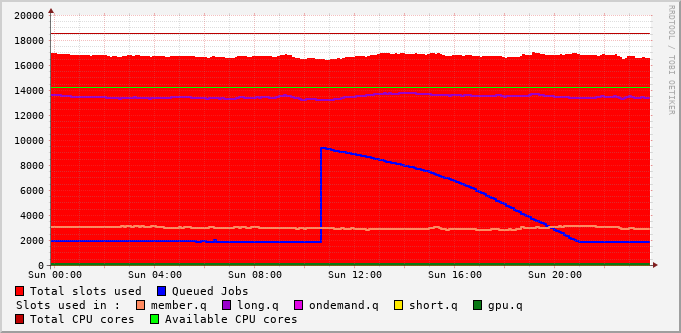 20000
18000
16000
14000
12000
10000
8000
6000
4000
2000
0
Sun 00:00 Sun 04:00 Sun 08:00 Sun 12:00 Sun 16:00 Sun 20:00
Total slots used Queued Jobs
Slots used in : member.q long.q ondemand.q short.q gpu.q
Total CPU cores Available CPU cores
RRDTOOL / TOBI OETIKER